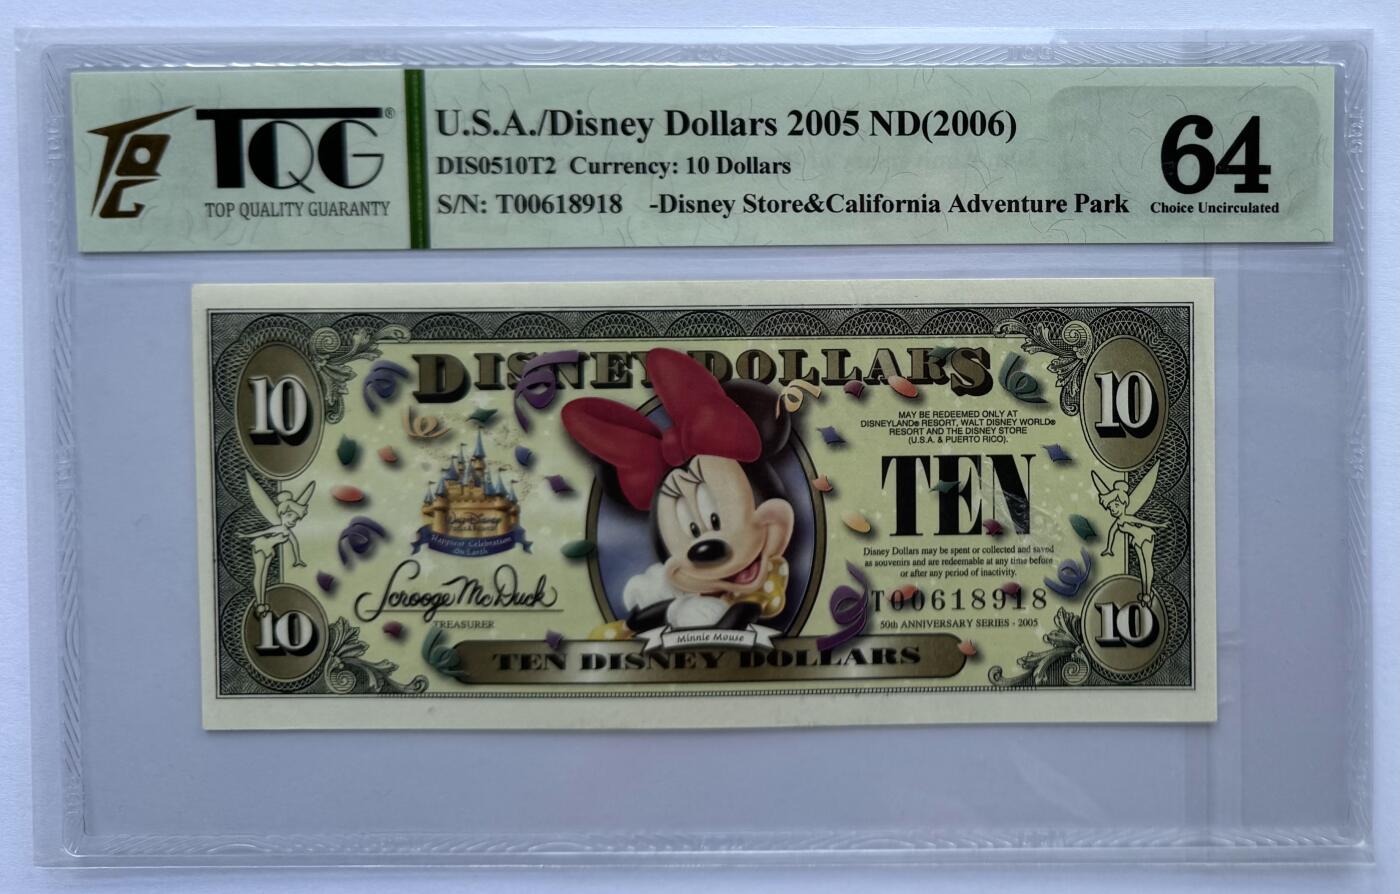 TQG®
TOP QUALITY GUARANTY
U.S.A./Disney Dollars 2005 ND(2006)
DIS0510T2 Currency: 10 Dollars
S/N: T00618918 -Disney Store&California Adventure Park
64
Choice Uncirculated
DISNEY DOLLARS
10
10
MAY BE REDEEMED ONLY AT
DISNEYLAND® RESORT, WALT DISNEY WORLD®
RESORT AND THE DISNEY STORE
(U.S.A. & PUERTO RICO).
TEN
Walt Disney
Happiest Celebration
On Earth
Disney Dollars may be spent or collected and saved
as souvenirs and are redeemable at any time before
or after any period of inactivity.
Scrooge McDuck
TREASURER
T00618918
50th ANNIVERSARY SERIES - 2005
10
10
Minnie Mouse
TEN DISNEY DOLLARS